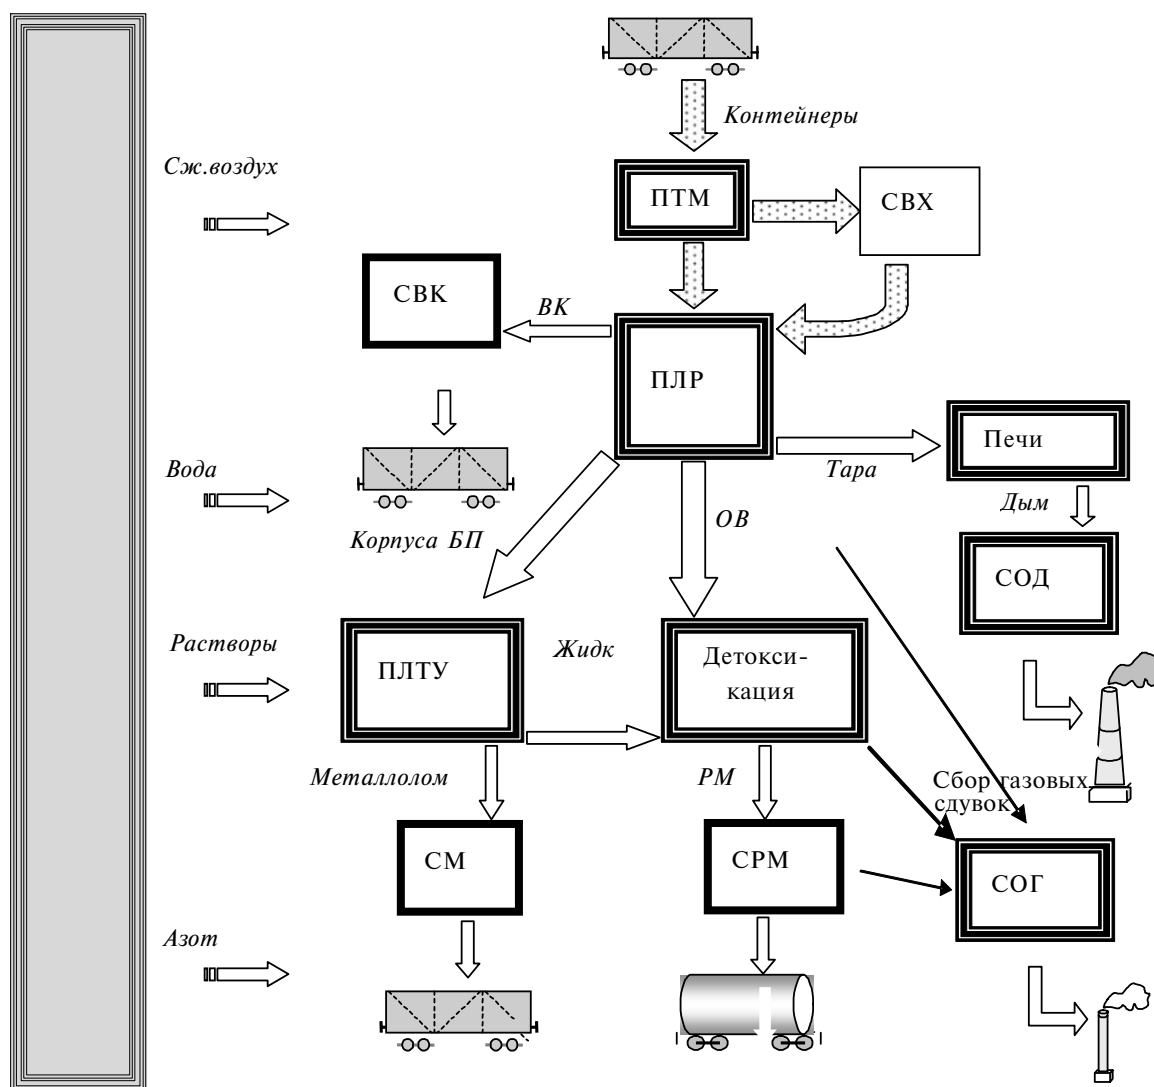 Контейнеры
Сж.воздух
ПТМ
СВХ
СВК
ВК
ПЛР
Печи
Тара
Вода
Дым
ОВ
Корпуса БП
СОД
Растворы
Жидк
ПЛТУ
Детокси-
кация
Металлолом
РМ
Сбор газовых
сдувок
СМ
СРМ
СОГ
Азот